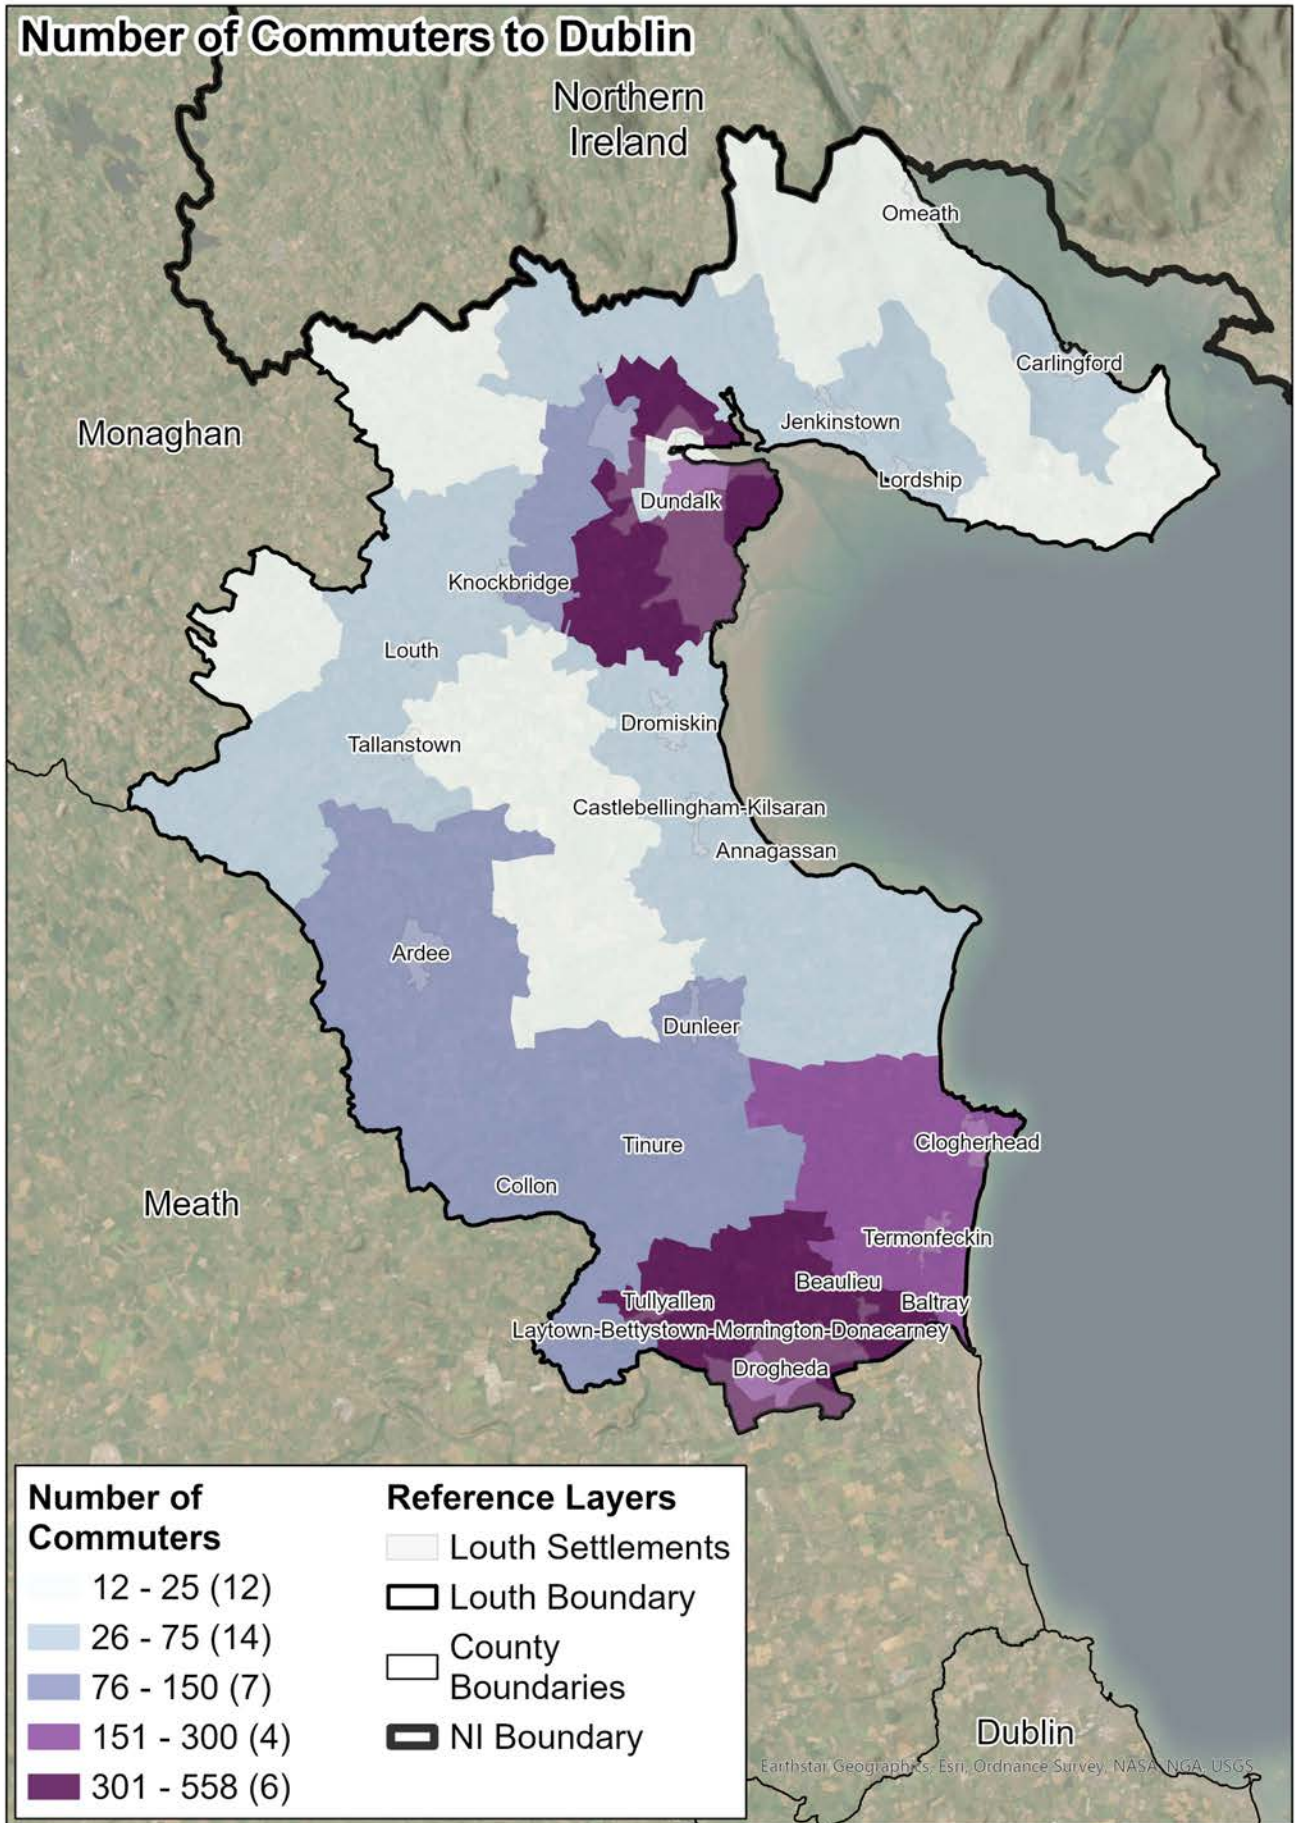 Number of Commuters to Dublin
Northern
Ireland
Omeath
Carlingford
Monaghan
Jenkinstown
Lordship
Dundalk
Knockbridge
Louth
Dromiskin
Tallanstown
Castlebellingham-Kilsaran
Annagassan
Ardee
Dunleer
Clogherhead
Tinure
Collon
Meath
Termonfeckin
Beaulieu
Tullyallen
Baltray
Laytown-Bettystown-Mornington-Donacarney
Drogheda
Number of
Commuters
12 - 25 (12)
26 - 75 (14)
76 - 150 (7)
151 - 300 (4)
301 - 558 (6)
Reference Layers
Louth Settlements
Louth Boundary
County
Boundaries
NI Boundary
Dublin
Earthstar Geographics, Esri, Ordnance Survey, NASA, NGA, USGS